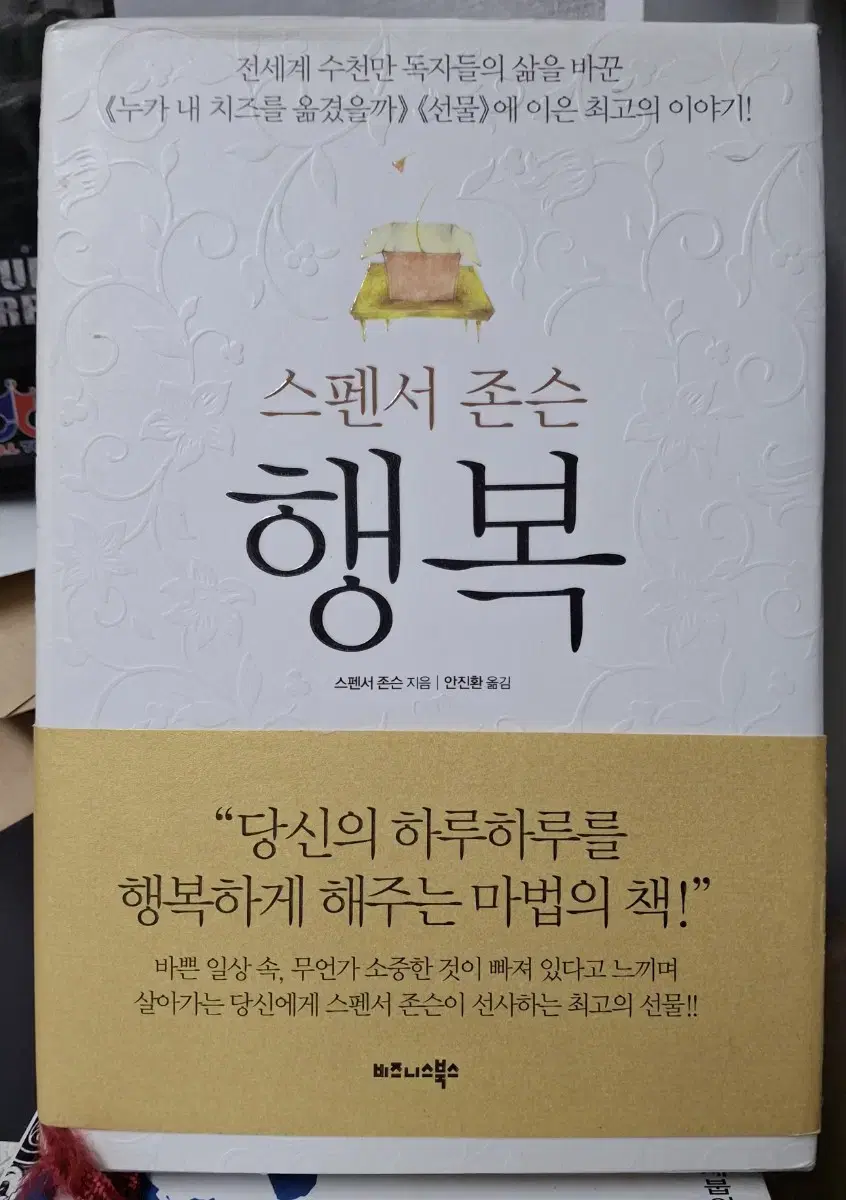 전세계 수천만 독자들의 삶을 바꾼
《누가 내 치즈를 옮겼을까》《선물》에 이은 최고의 이야기!
스펜서 존슨
행복
스펜서 존슨 지음 | 안진환 옮김
“당신의 하루하루를
행복하게 해주는 마법의 책!”
바쁜 일상 속, 무언가 소중한 것이 빠져 있다고 느끼며
살아가는 당신에게 스펜서 존슨이 선사하는 최고의 선물!!
비즈니스북스